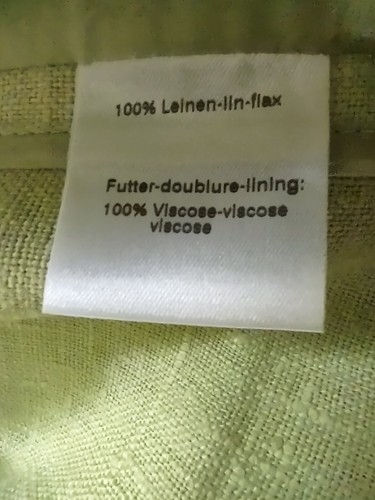 100% Leinen-lin-flax
Futter-doublure-lining:
100% Viscose-viscose
viscose